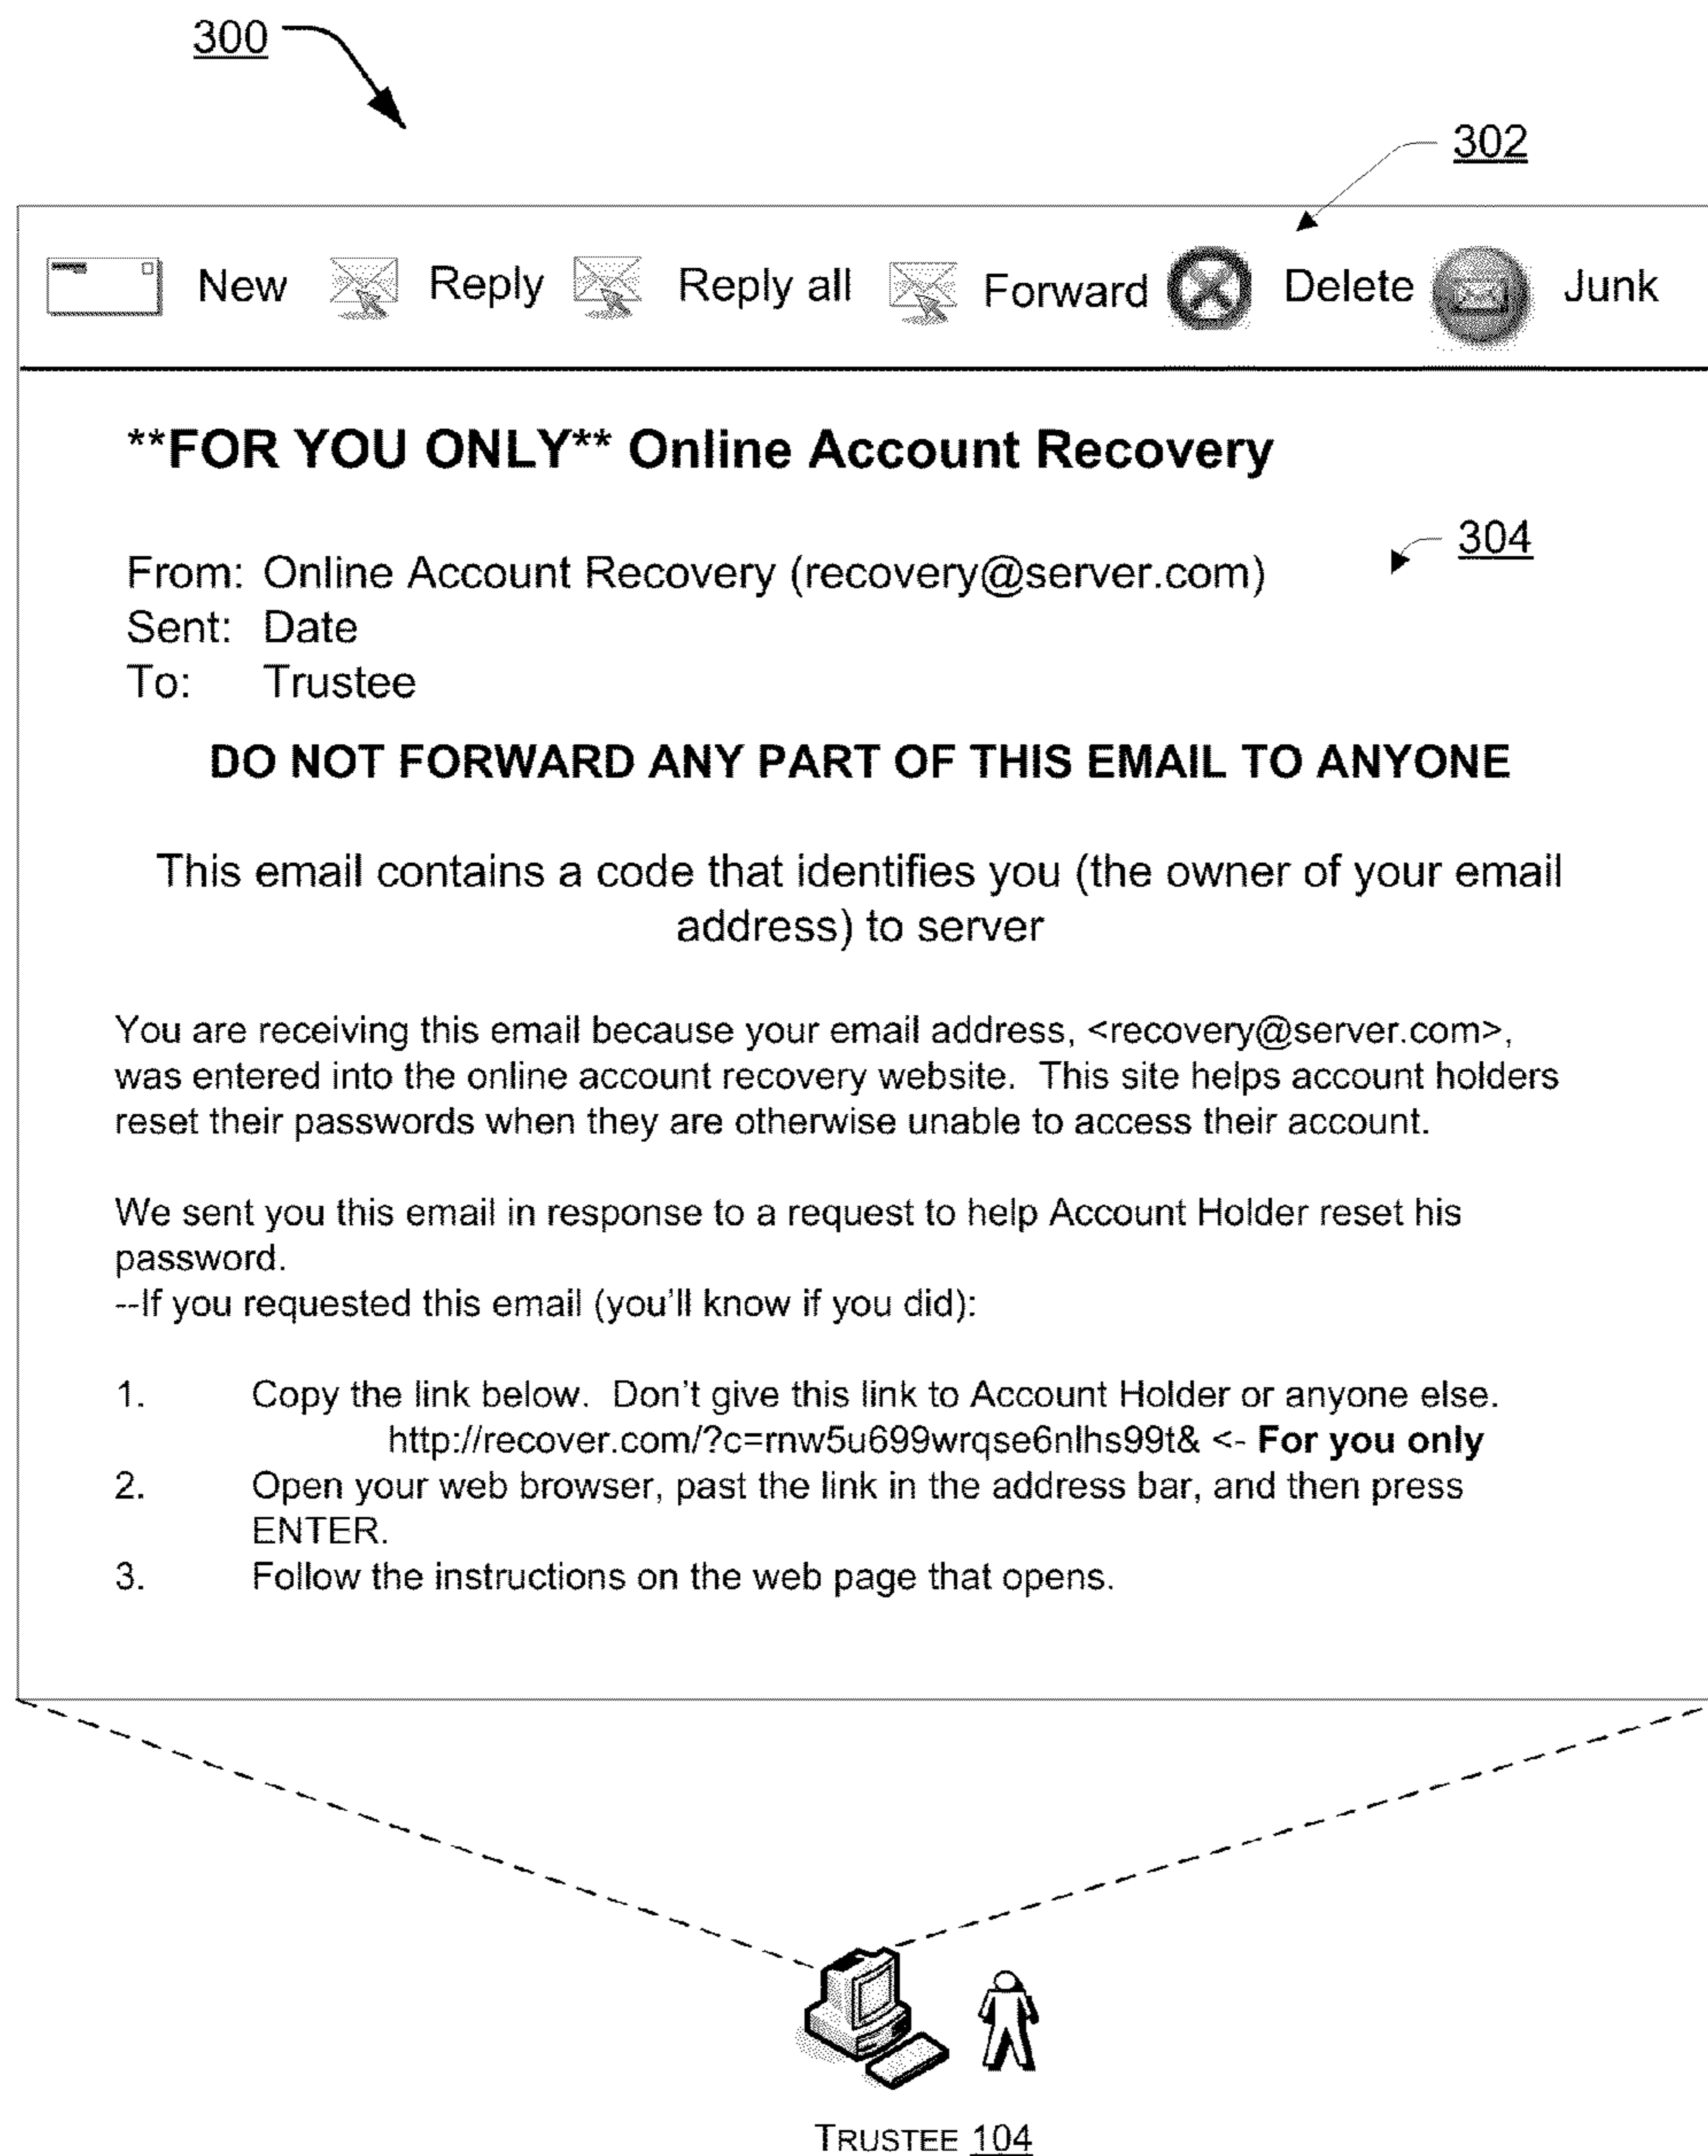 300
302
New Reply Reply all Forward Delete Junk
**FOR YOU ONLY** Online Account Recovery
304
From: Online Account Recovery (recovery@server.com)
Sent: Date
To: Trustee
DO NOT FORWARD ANY PART OF THIS EMAIL TO ANYONE
This email contains a code that identifies you (the owner of your email
address) to server
You are receiving this email because your email address, <recovery@server.com>,
was entered into the online account recovery website. This site helps account holders
reset their passwords when they are otherwise unable to access their account.
We sent you this email in response to a request to help Account Holder reset his
password.
--If you requested this email (you'll know if you did):
1. Copy the link below. Don't give this link to Account Holder or anyone else.
http://recover.com/?c=rnw5u699wrqse6nlhs99t& <- For you only
2. Open your web browser, past the link in the address bar, and then press
ENTER.
3. Follow the instructions on the web page that opens.
TRUSTEE 104